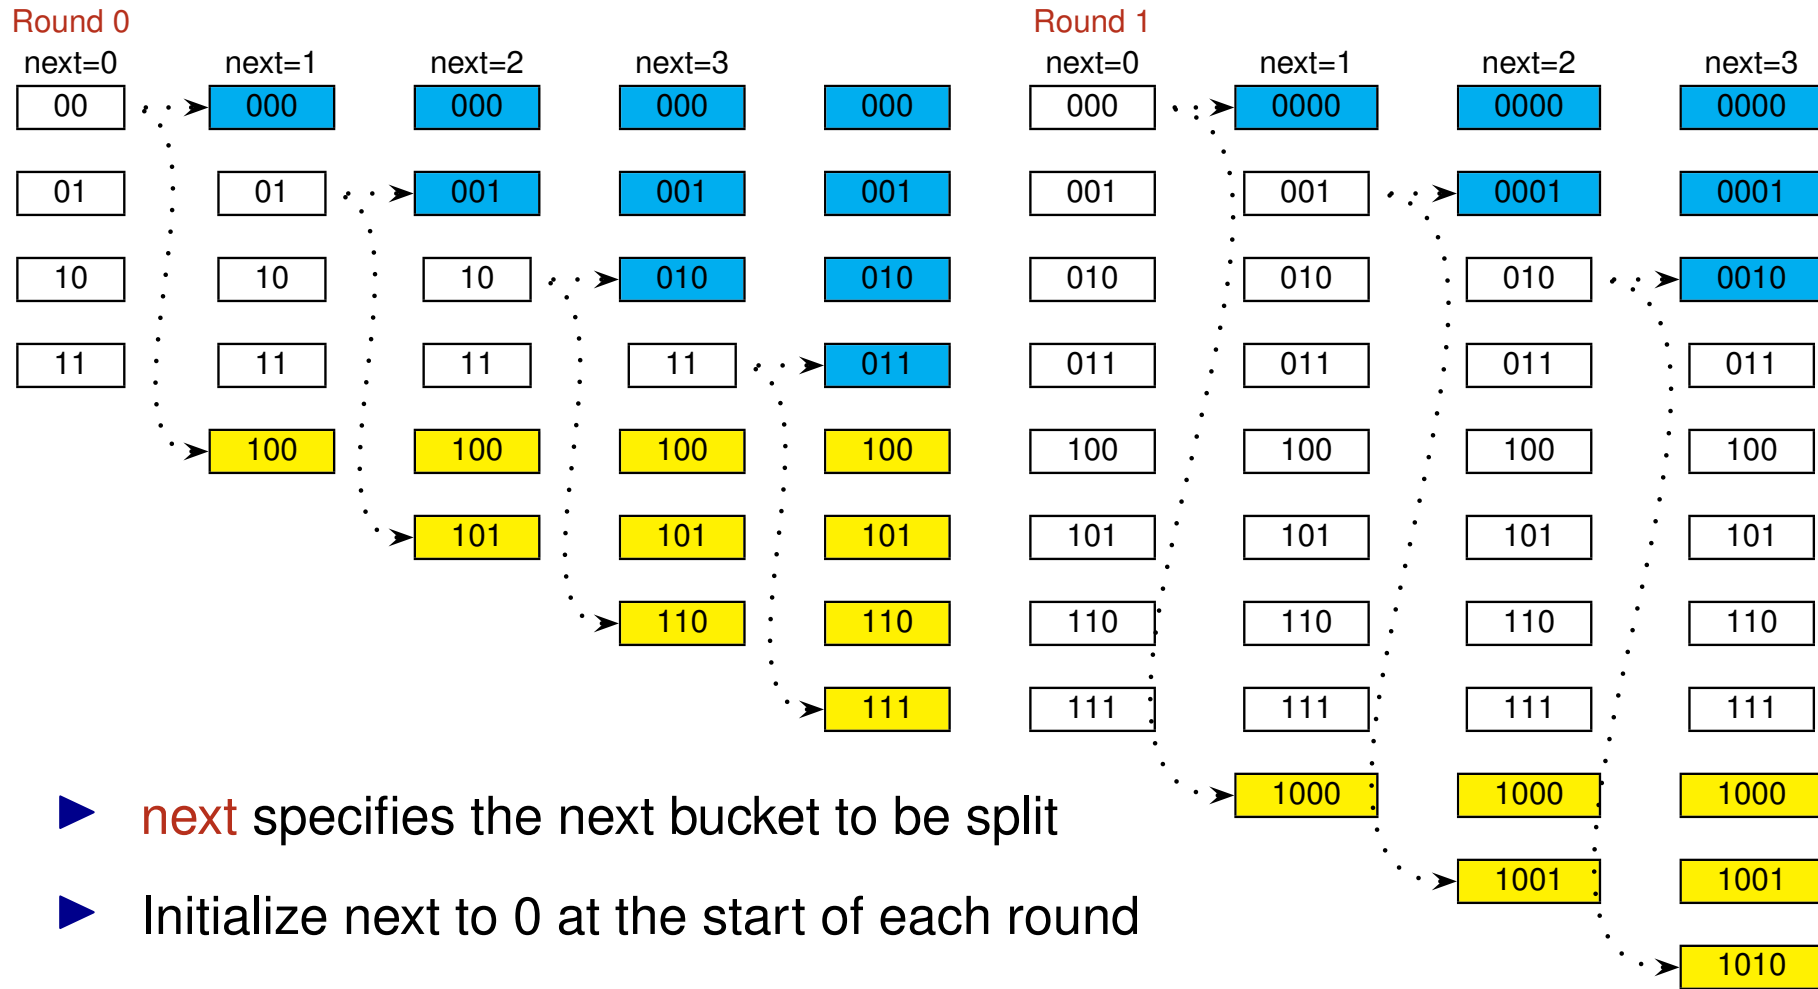 Round 0 Round 1
next=0 next=1 next=2 next=3 next=0 next=1 next=2 next=3
00 000 000 000 000 000 0000 0000 0000
01 01 001 001 001 001 001 0001 0001
10 10 10 010 010 010 010 010 0010
11 11 11 11 011 011 011 011 011
100 100 100 100 100 100 100 100
101 101 101 101 101 101 101
110 110 110 110 110 110
111 111 111 111 111
1000 1000 1000
next specifies the next bucket to be split
1001 1001
Initialize next to 0 at the start of each round
1010